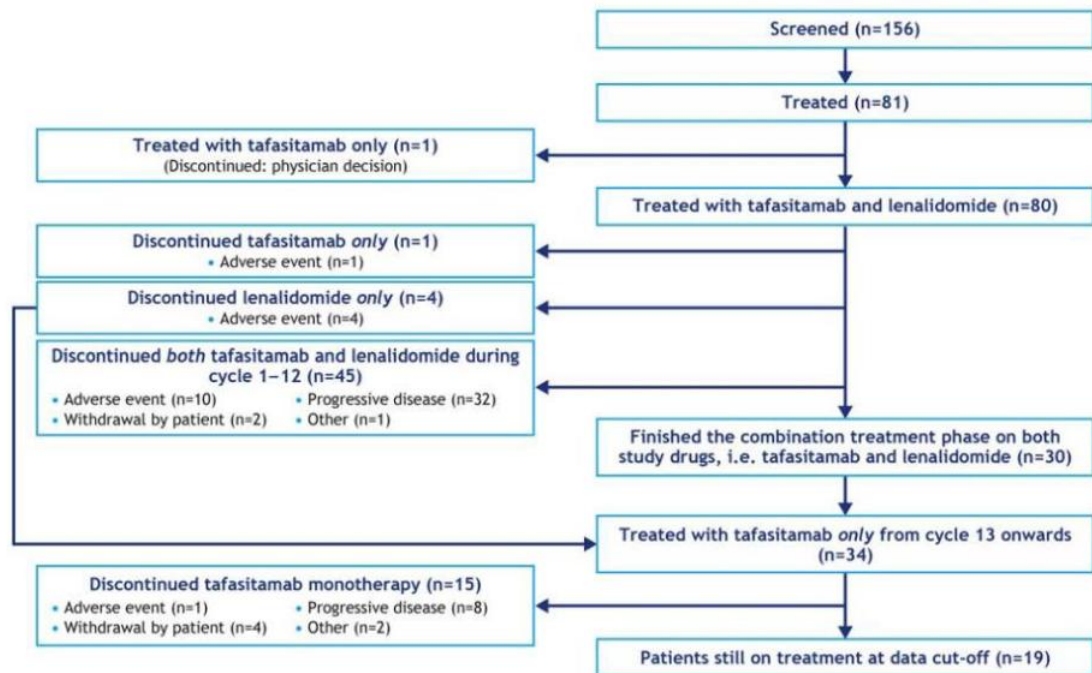 Screened (n=156)
Treated (n=81)
Treated with tafasitamab only (n=1)
(Discontinued: physician decision)
Treated with tafasitamab and lenalidomide (n=80)
Discontinued tafasitamab only (n=1)
• Adverse event (n=1)
Discontinued lenalidomide only (n=4)
• Adverse event (n=4)
Discontinued both tafasitamab and lenalidomide during
cycle 1–12 (n=45)
• Adverse event (n=10) • Progressive disease (n=32)
• Withdrawal by patient (n=2) • Other (n=1)
Finished the combination treatment phase on both
study drugs, i.e. tafasitamab and lenalidomide (n=30)
Treated with tafasitamab only from cycle 13 onwards
(n=34)
Discontinued tafasitamab monotherapy (n=15)
• Adverse event (n=1) • Progressive disease (n=8)
• Withdrawal by patient (n=4) • Other (n=2)
Patients still on treatment at data cut-off (n=19)